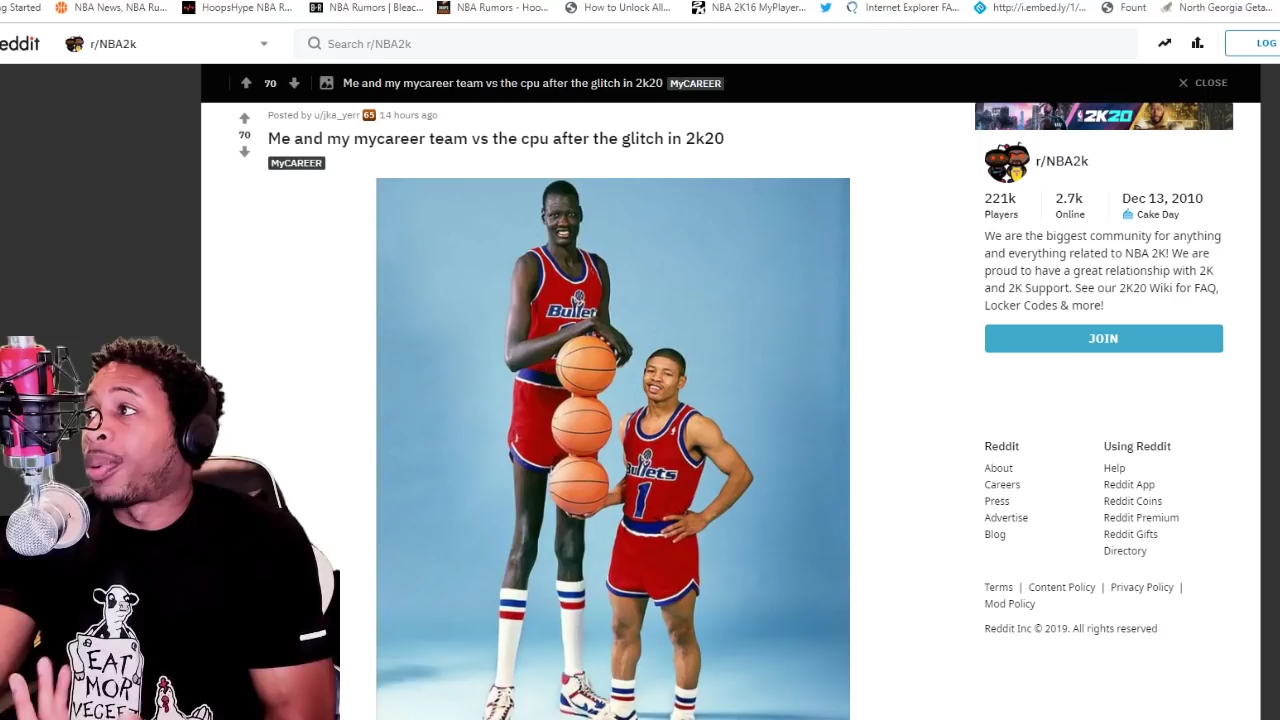 ng Started
NBA News, NBA Ru...
HoopsHype NBA R...
NBA Rumors | Bleac...
NBA Rumors - Hoo...
How to Unlock All...
NBA 2K16 MyPlayer...
Internet Explorer FA...
http://i.embed.ly/1/...
Fount
North Georgia Geta...
eddit
r/NBA2k
Search r/NBA2k
LOG
70
Me and my mycareer team vs the cpu after the glitch in 2k20
MyCAREER
CLOSE
Posted by u/jka_yerr 65 14 hours ago
70
Me and my mycareer team vs the cpu after the glitch in 2k20
MyCAREER
Bullets
Bullets
1
EAT
MOR
VEGE
2K20
r/NBA2k
221k
Players
2.7k
Online
Dec 13, 2010
Cake Day
We are the biggest community for anything
and everything related to NBA 2K! We are
proud to have a great relationship with 2K
and 2K Support. See our 2K20 Wiki for FAQ,
Locker Codes & more!
JOIN
Reddit
About
Careers
Press
Advertise
Blog
Using Reddit
Help
Reddit App
Reddit Coins
Reddit Premium
Reddit Gifts
Directory
Terms | Content Policy | Privacy Policy |
Mod Policy
Reddit Inc © 2019. All rights reserved